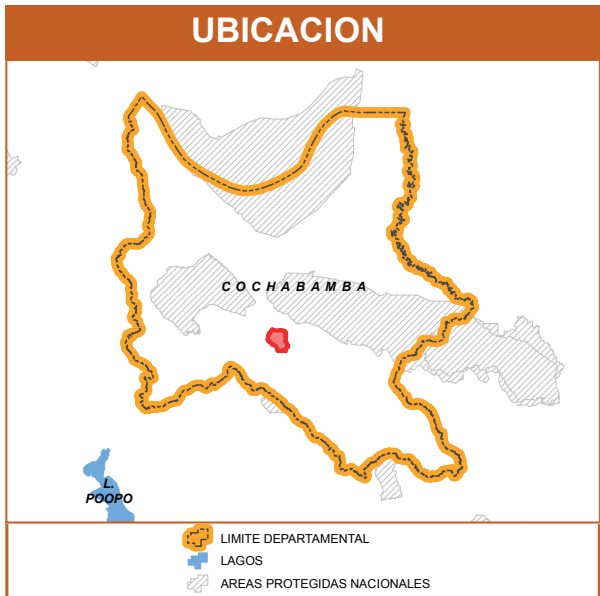 UBICACION
COCHABAMBA
L.
POOPO
LIMITE DEPARTAMENTAL
LAGOS
AREAS PROTEGIDAS NACIONALES